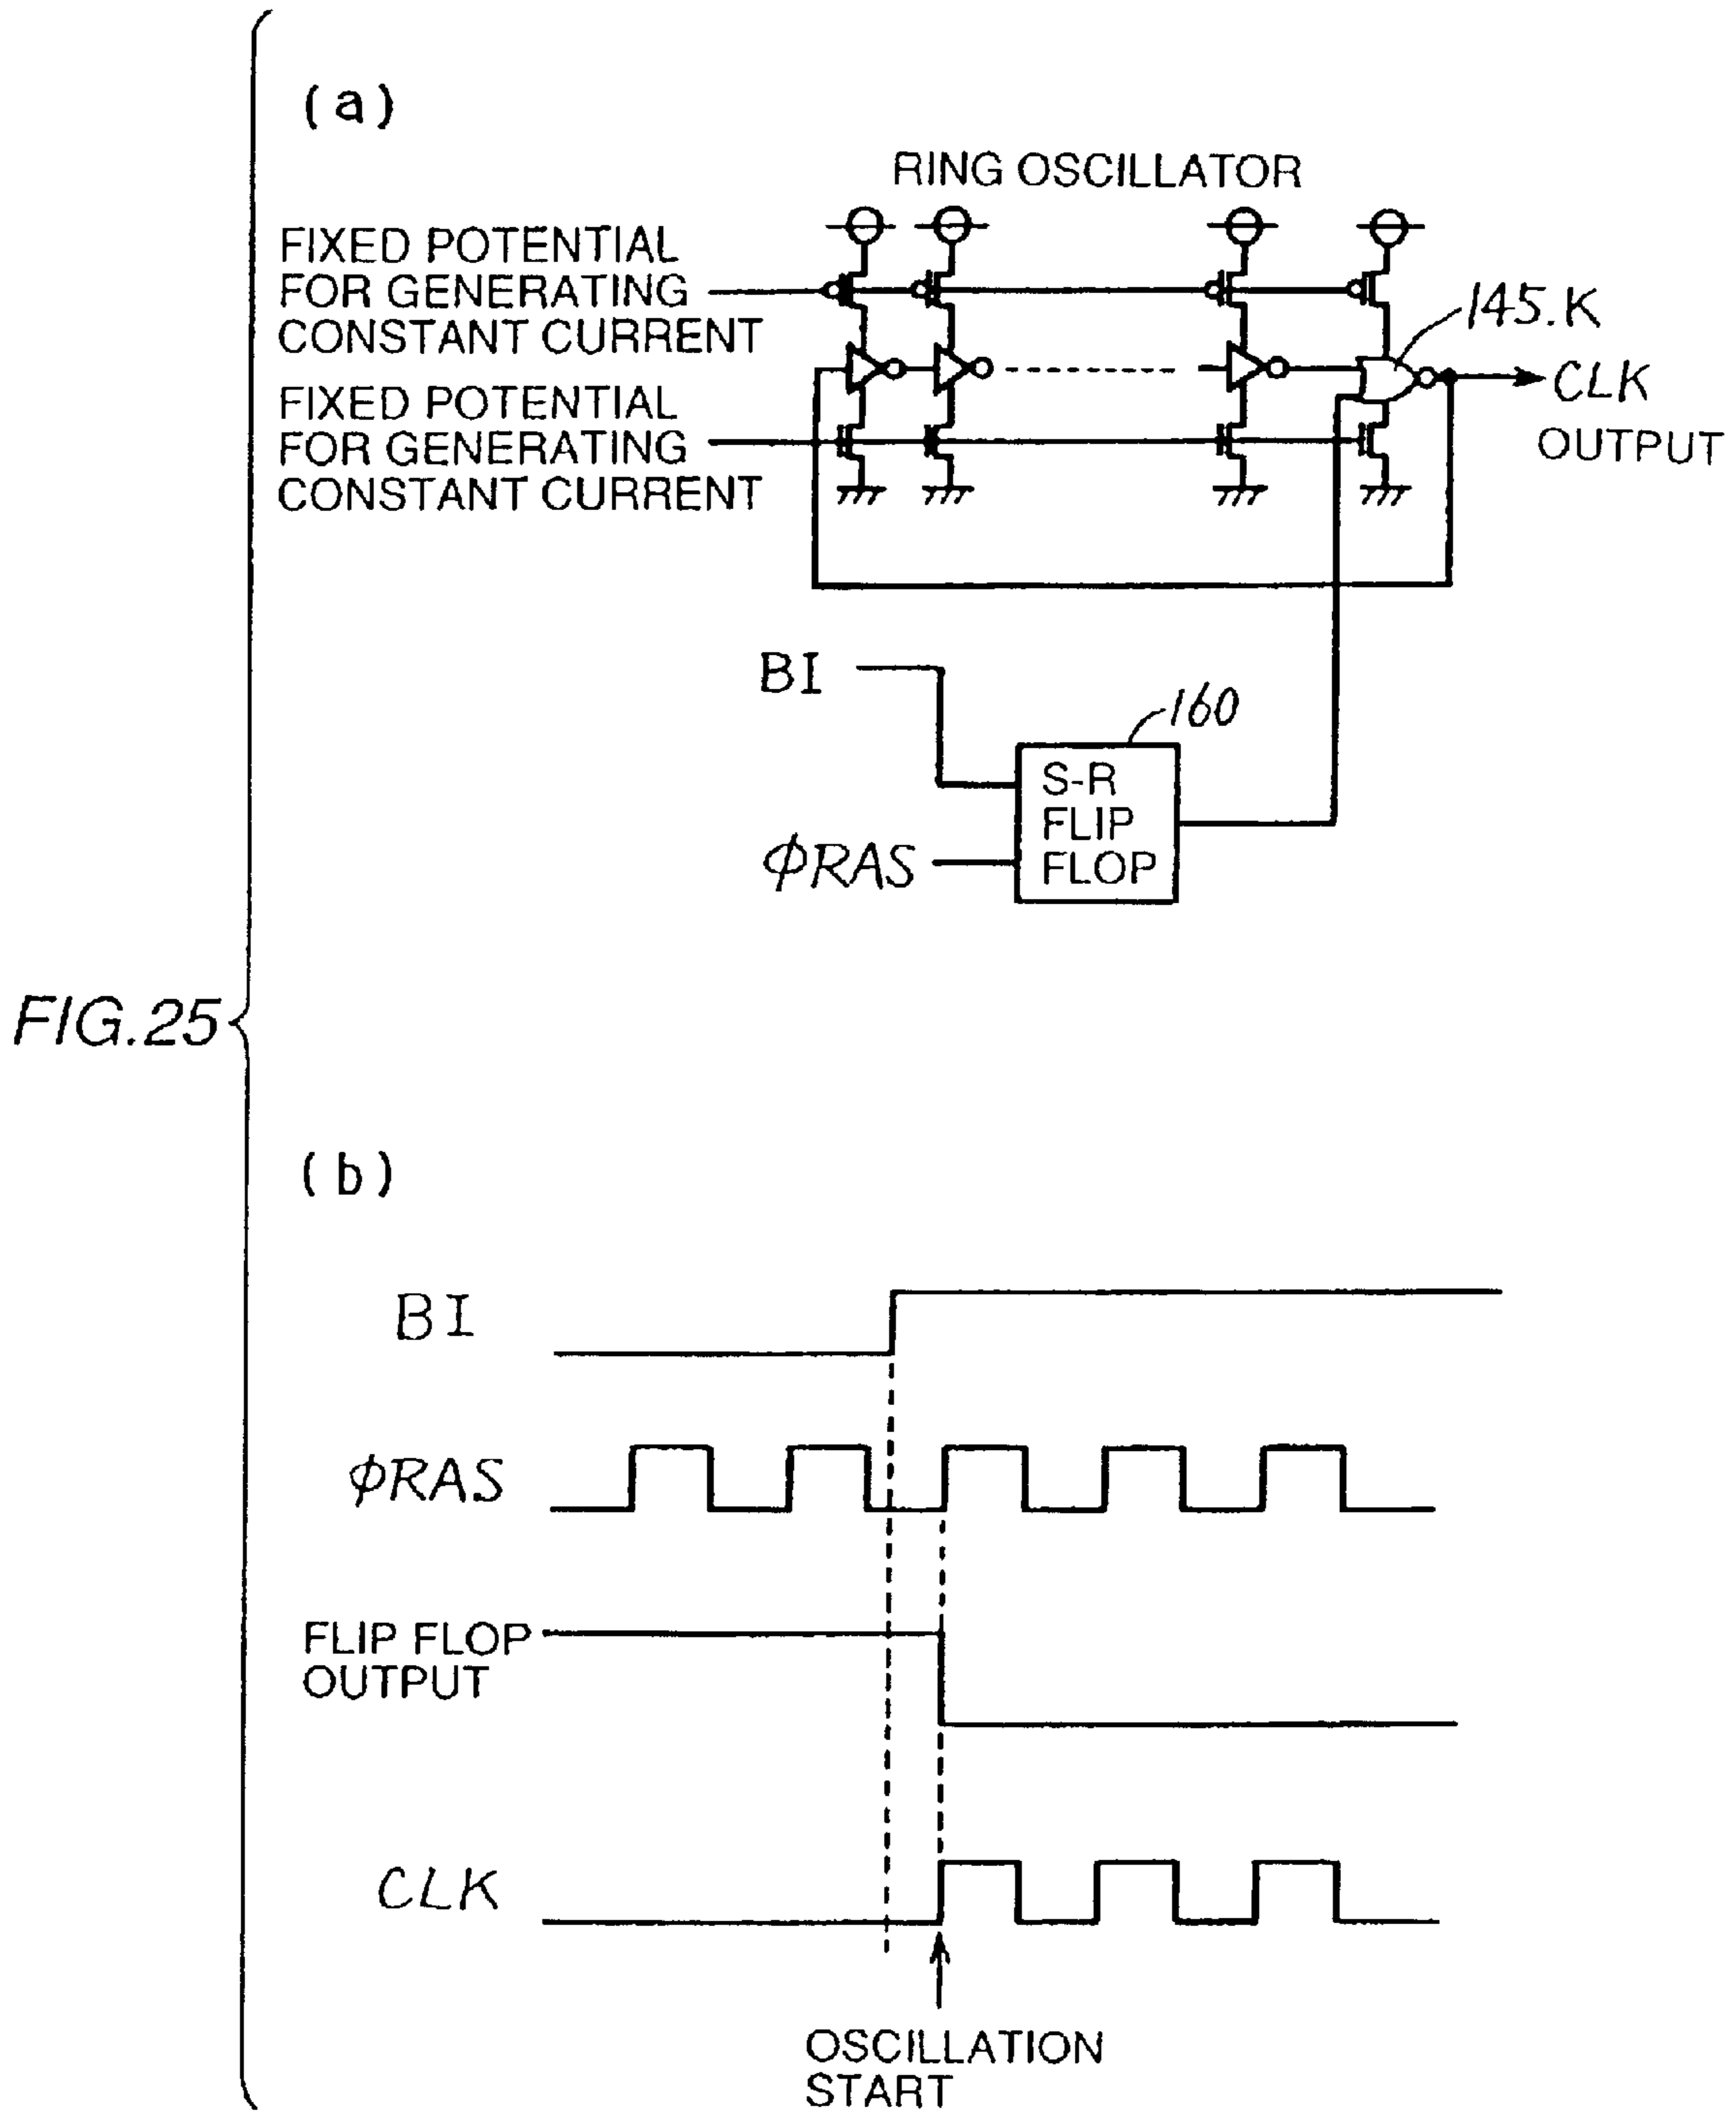 FIG.25
(a)
RING OSCILLATOR
FIXED POTENTIAL
FOR GENERATING
CONSTANT CURRENT
145.K
FIXED POTENTIAL
FOR GENERATING
CONSTANT CURRENT
CLK
OUTPUT
BI
160
S-R
FLIP
FLOP
ϕRAS
(b)
BI
ϕRAS
FLIP FLOP
OUTPUT
CLK
OSCILLATION
START